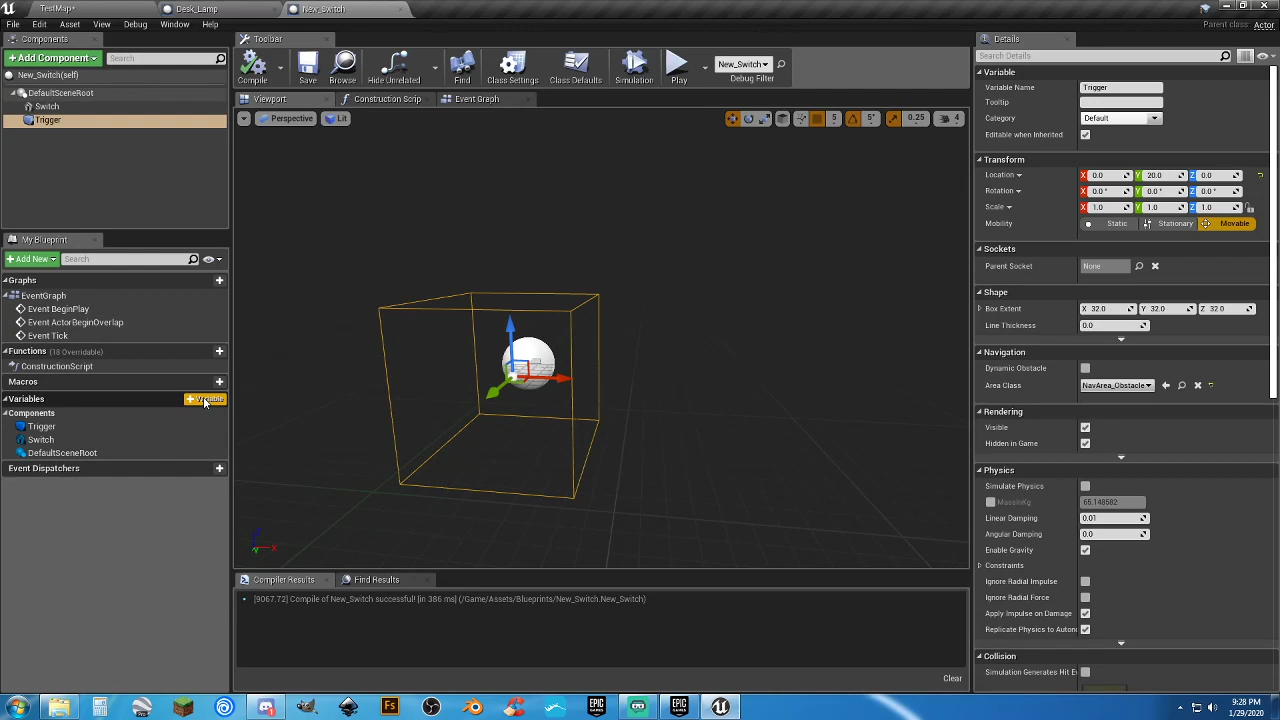 TestMap*
Desk_Lamp
New_Switch
File
Edit
Asset
View
Debug
Window
Help
Parent class: Actor
Components
Toolbar
Details
+ Add Component
Search
New_Switch(self)
DefaultSceneRoot
Switch
Trigger
Compile
Save
Browse
Hide Unrelated
Find
Class Settings
Class Defaults
Simulation
Play
New_Switch
Debug Filter
Viewport
Construction Scrip
Event Graph
Perspective
Lit
5
5°
0.25
4
My Blueprint
+ Add New
Search
Graphs
EventGraph
Event BeginPlay
Event ActorBeginOverlap
Event Tick
Functions (18 Overridable)
ConstructionScript
Macros
Variables
+ Variable
Components
Trigger
Switch
DefaultSceneRoot
Event Dispatchers
X
Compiler Results
Find Results
[9067.72] Compile of New_Switch successful! [in 386 ms] (/Game/Assets/Blueprints/New_Switch.New_Switch)
Clear
Search Details
Variable
Variable Name Trigger
Tooltip
Category Default
Editable when Inherited
Transform
Location X 0.0 Y 20.0 Z 0.0
Rotation X 0.0 ° Y 0.0 ° Z 0.0 °
Scale X 1.0 Y 1.0 Z 1.0
Mobility Static Stationary Movable
Sockets
Parent Socket None
Shape
Box Extent X 32.0 Y 32.0 Z 32.0
Line Thickness 0.0
Navigation
Dynamic Obstacle
Area Class NavArea_Obstacle
Rendering
Visible
Hidden in Game
Physics
Simulate Physics
MassInKg 65.148582
Linear Damping 0.01
Angular Damping 0.0
Enable Gravity
Constraints
Ignore Radial Impulse
Ignore Radial Force
Apply Impulse on Damage
Replicate Physics to Auton
Collision
Simulation Generates Hit E
Fs
EPIC GAMES
EPIC GAMES
9:28 PM
1/29/2020